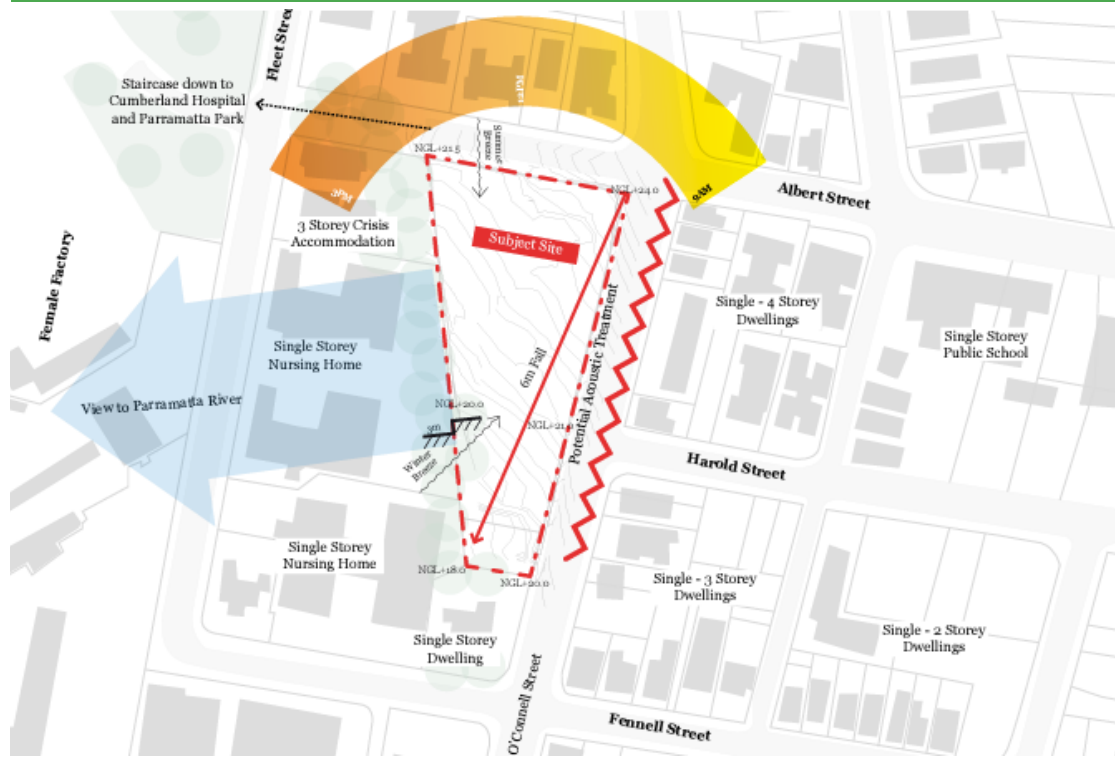 Fleet Stree
Staircase down to
Cumberland Hospital
and Parramatta Park
12PM
Summer
Breeze
NGL+21.5
3PM
9AM
NGL+24.0
Albert Street
3 Storey Crisis
Accommodation
Subject Site
Female Factory
Single - 4 Storey
Dwellings
Single Storey
Public School
Single Storey
Nursing Home
6m Fall
Potential Acoustic Treatment
View to Parramatta River
NGL+20.0
3m
NGL+21.0
Winter
Breeze
Harold Street
Single Storey
Nursing Home
NGL+18.0
NGL+20.0
Single - 3 Storey
Dwellings
Single Storey
Dwelling
Single - 2 Storey
Dwellings
O'Connell Street
Fennell Street